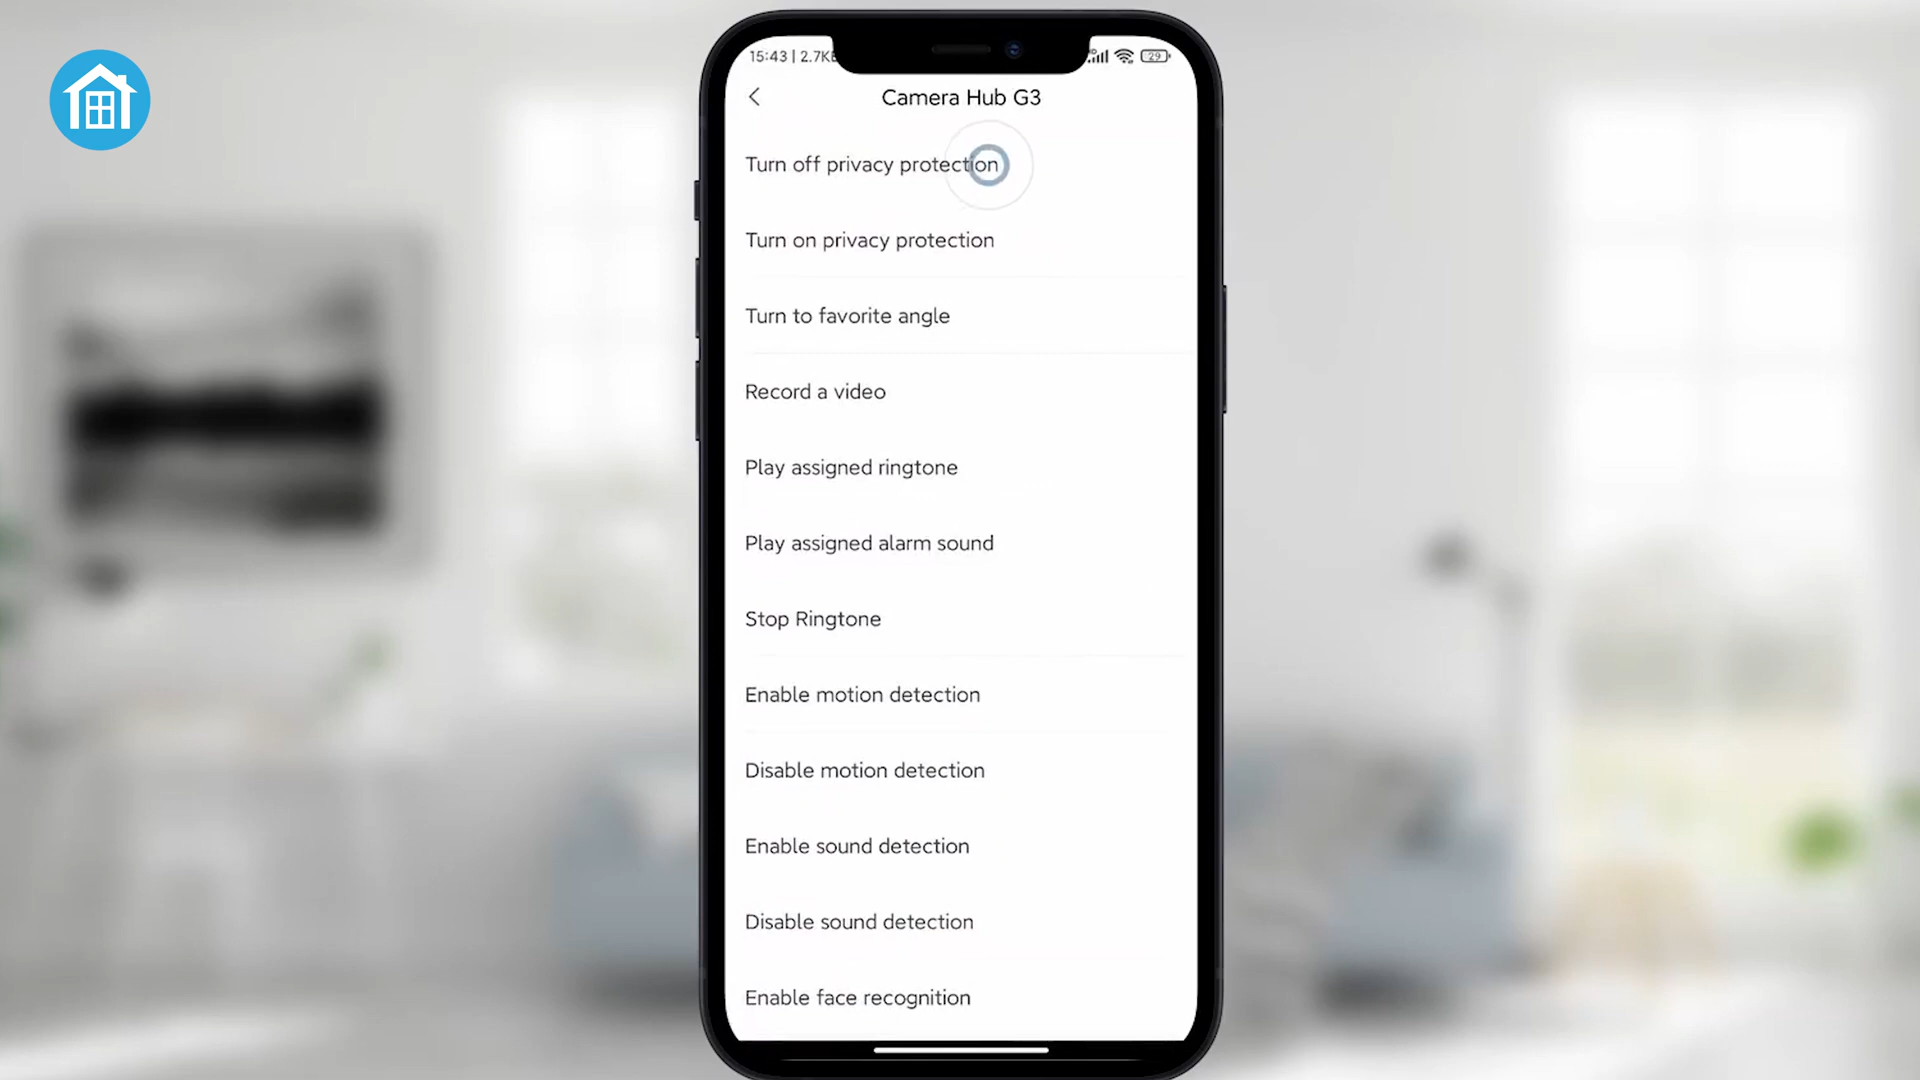 15:43 | 2.7KB
29
Camera Hub G3
Turn off privacy protection
Turn on privacy protection
Turn to favorite angle
Record a video
Play assigned ringtone
Play assigned alarm sound
Stop Ringtone
Enable motion detection
Disable motion detection
Enable sound detection
Disable sound detection
Enable face recognition